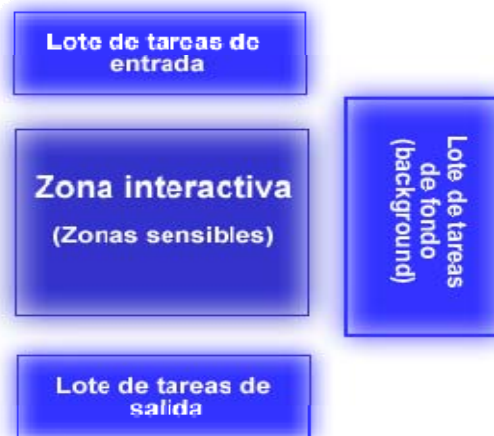 Lote de tareas de
entrada
Zona interactiva
(Zonas sensibles)
Lote de tareas
de fondo
(background)
Lote de tareas de
salida